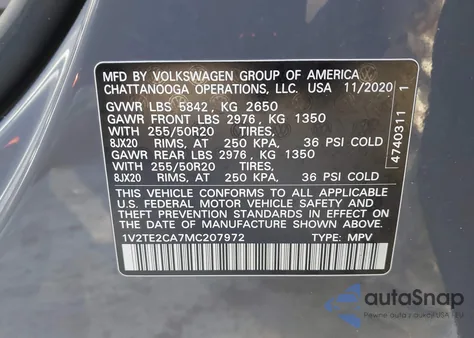 MFD BY VOLKSWAGEN GROUP OF AMERICA
CHATTANOOGA OPERATIONS, LLC. USA 11/2020
GVWR LBS 5842, KG 2650
GAWR FRONT LBS 2976, KG 1350
WITH 255/50R20 TIRES,
8JX20 RIMS, AT 250 KPA, 36 PSI COLD
GAWR REAR LBS 2976, KG 1350
WITH 255/50R20 TIRES,
8JX20 RIMS, AT 250 KPA, 36 PSI COLD
THIS VEHICLE CONFORMS TO ALL APPLICABLE
U.S. FEDERAL MOTOR VEHICLE SAFETY AND
THEFT PREVENTION STANDARDS IN EFFECT ON
THE DATE OF MANUFACTURE SHOWN ABOVE.
1V2TE2CA7MC207972 TYPE: MPV
4740311 1
autoSnap
Pewne auto z USA